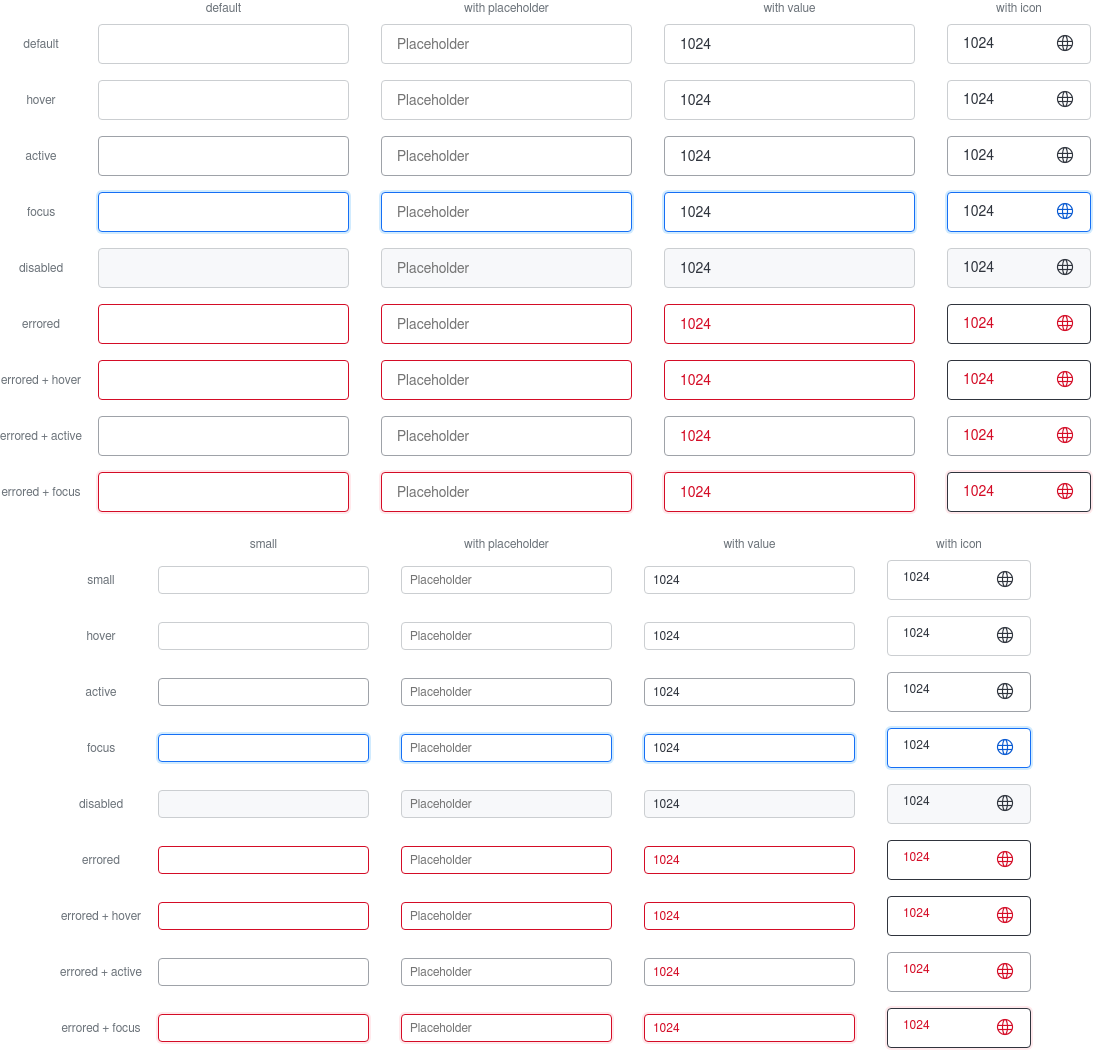 default with placeholder with value with icon
default Placeholder 1024 1024
hover Placeholder 1024 1024
active Placeholder 1024 1024
focus Placeholder 1024 1024
disabled Placeholder 1024 1024
errored Placeholder 1024 1024
errored + hover Placeholder 1024 1024
errored + active Placeholder 1024 1024
errored + focus Placeholder 1024 1024
small with placeholder with value with icon
small Placeholder 1024 1024
hover Placeholder 1024 1024
active Placeholder 1024 1024
focus Placeholder 1024 1024
disabled Placeholder 1024 1024
errored Placeholder 1024 1024
errored + hover Placeholder 1024 1024
errored + active Placeholder 1024 1024
errored + focus Placeholder 1024 1024